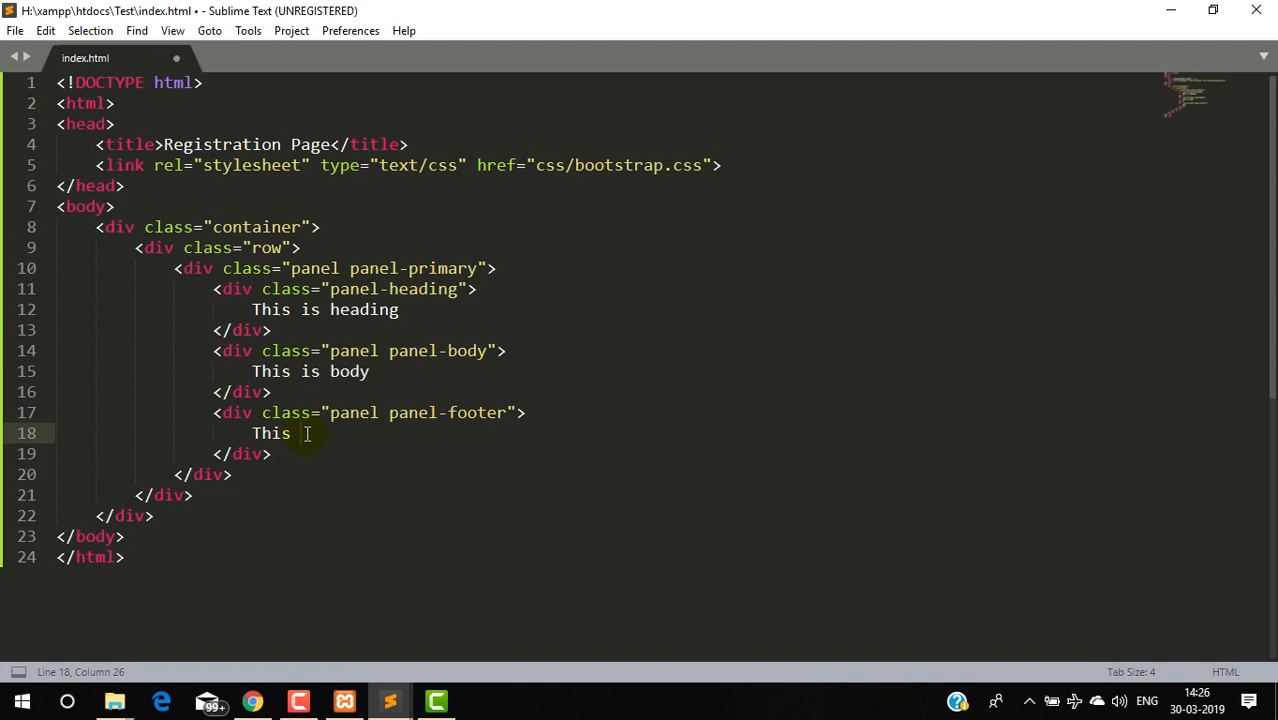 H:\xampp\htdocs\Test\index.html • - Sublime Text (UNREGISTERED)
File Edit Selection Find View Goto Tools Project Preferences Help
index.html
1 <!DOCTYPE html>
2 <html>
3 <head>
4 <title>Registration Page</title>
5 <link rel="stylesheet" type="text/css" href="css/bootstrap.css">
6 </head>
7 <body>
8 <div class="container">
9 <div class="row">
10 <div class="panel panel-primary">
11 <div class="panel-heading">
12 This is heading
13 </div>
14 <div class="panel panel-body">
15 This is body
16 </div>
17 <div class="panel panel-footer">
18 This
19 </div>
20 </div>
21 </div>
22 </div>
23 </body>
24 </html>
Line 18, Column 26 Tab Size: 4 HTML
99+ ENG 14:26
30-03-2019